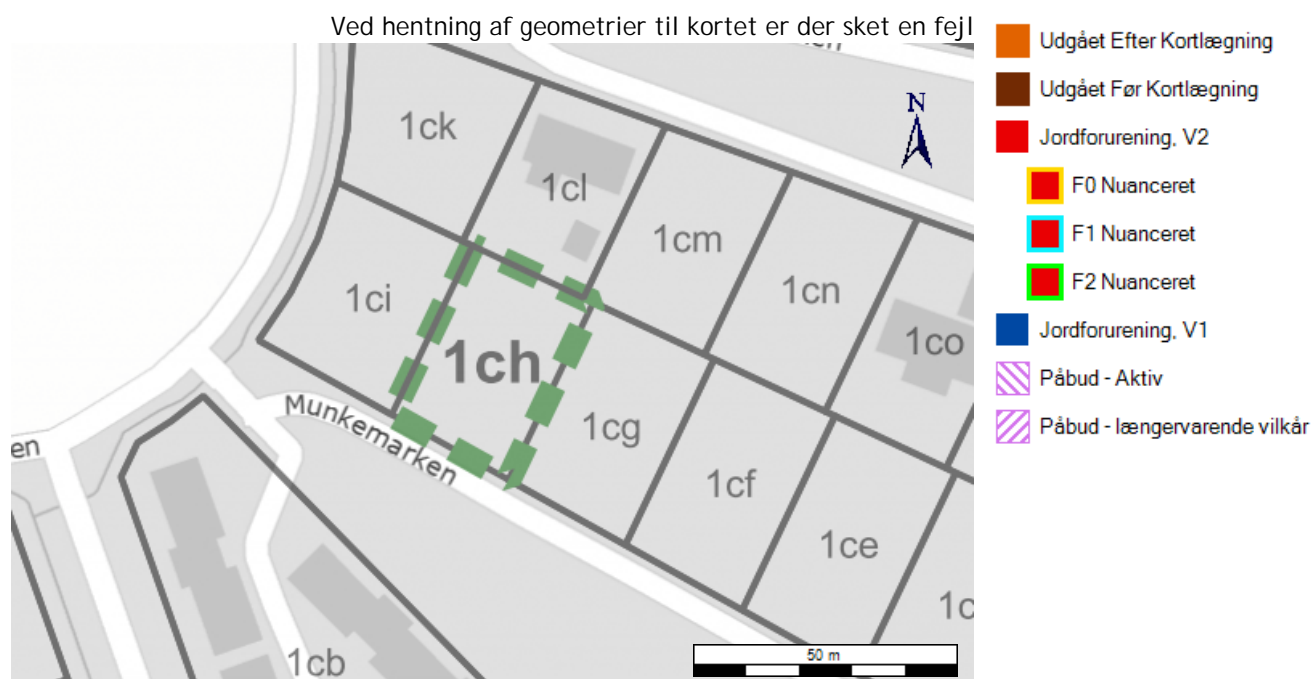 Ved hentning af geometrier til kortet er der sket en fejl
Udgået Efter Kortlægning
Udgået Før Kortlægning
Jordforurening, V2
F0 Nuanceret
F1 Nuanceret
F2 Nuanceret
Jordforurening, V1
Påbud - Aktiv
Påbud - længervarende vilkår
N
1ck
1cl
1cm
1cn
1co
1ci
1ch
1cg
1cf
1ce
1c
1cb
Munkemarken
en
50 m